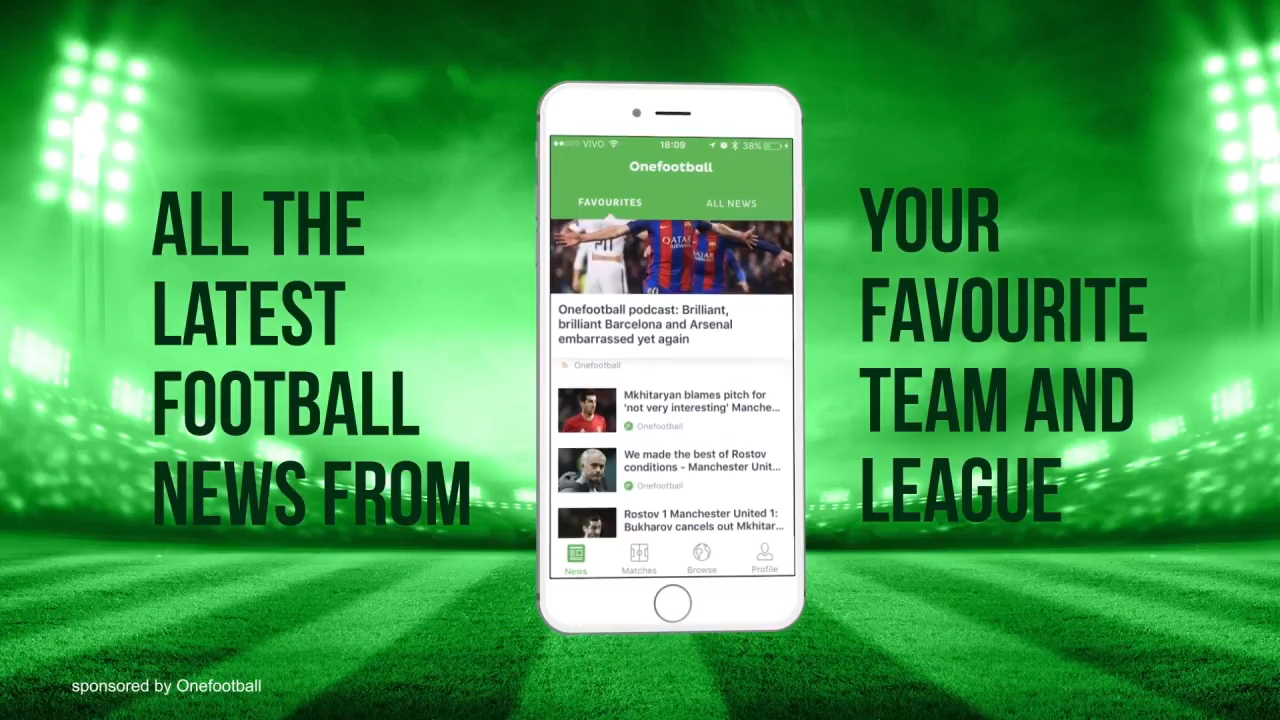 ALL THE
LATEST
FOOTBALL
NEWS FROM
VIVO 18:09 38%
Onefootball
FAVOURITES ALL NEWS
QATAR
Onefootball podcast: Brilliant,
brilliant Barcelona and Arsenal
embarrassed yet again
Onefootball
Mkhitaryan blames pitch for
'not very interesting' Manche...
Onefootball
We made the best of Rostov
conditions - Manchester Unit...
Onefootball
Rostov 1 Manchester United 1:
Bukharov cancels out Mkhitar...
News Matches Browse Profile
YOUR
FAVOURITE
TEAM AND
LEAGUE
sponsored by Onefootball